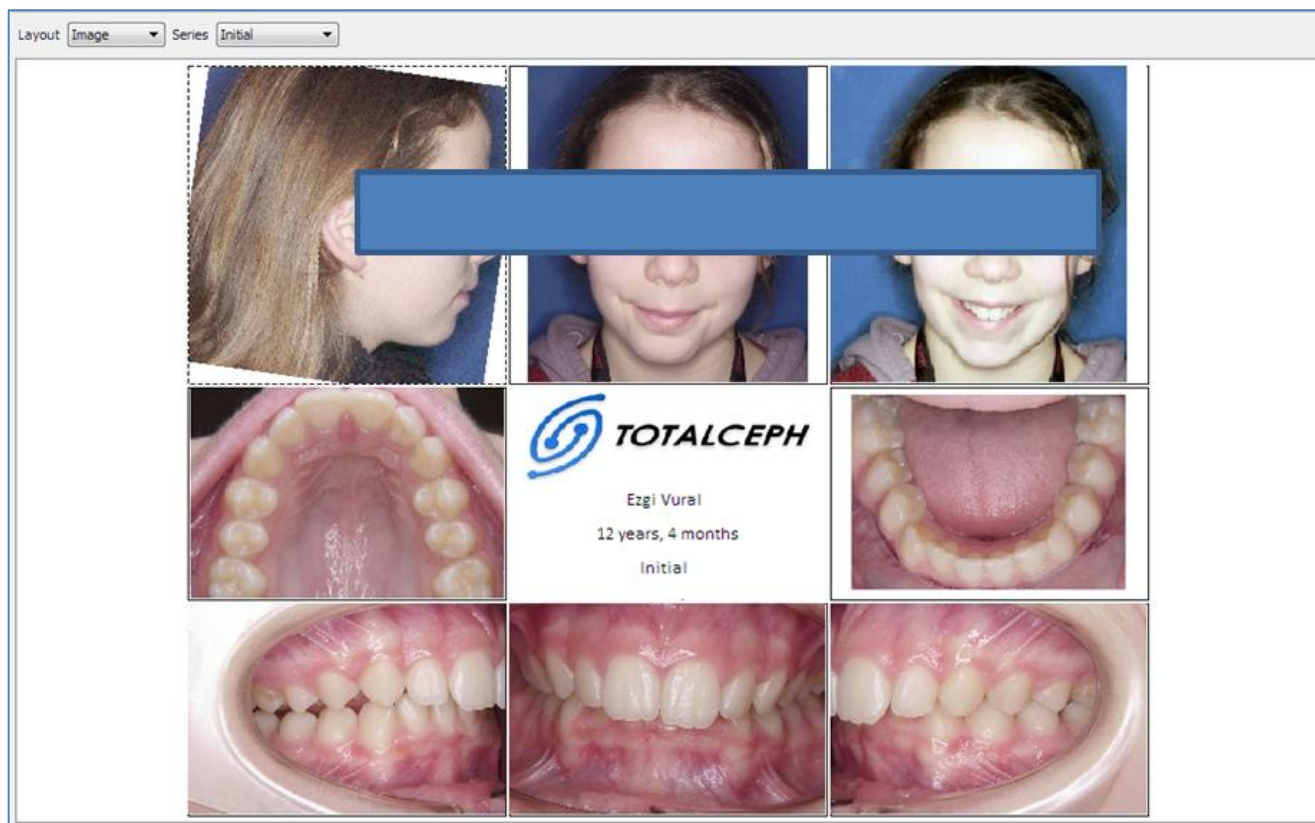 Layout Image Series Initial
TOTALCEPH
Ezgi Vural
12 years, 4 months
Initial